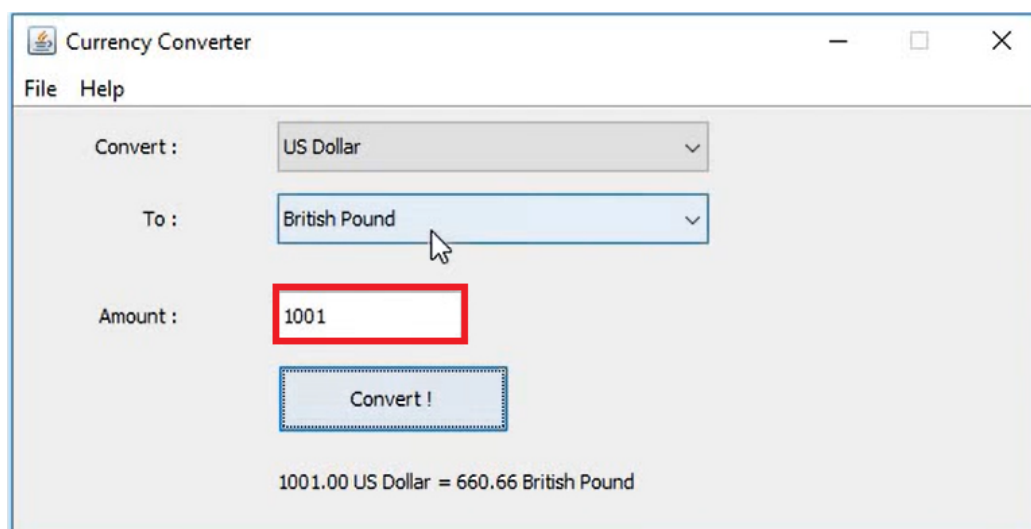 Currency Converter
File Help
Convert : US Dollar
To : British Pound
Amount : 1001
Convert !
1001.00 US Dollar = 660.66 British Pound